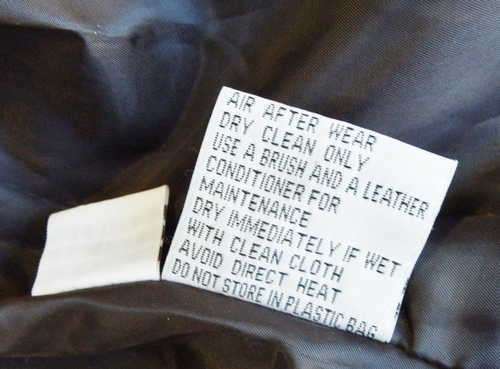 AIR AFTER WEAR
DRY CLEAN ONLY
USE A BRUSH AND A LEATHER
CONDITIONER FOR
MAINTENANCE
DRY IMMEDIATELY IF WET
WITH CLEAN CLOTH
AVOID DIRECT HEAT
DO NOT STORE IN PLASTIC BAG